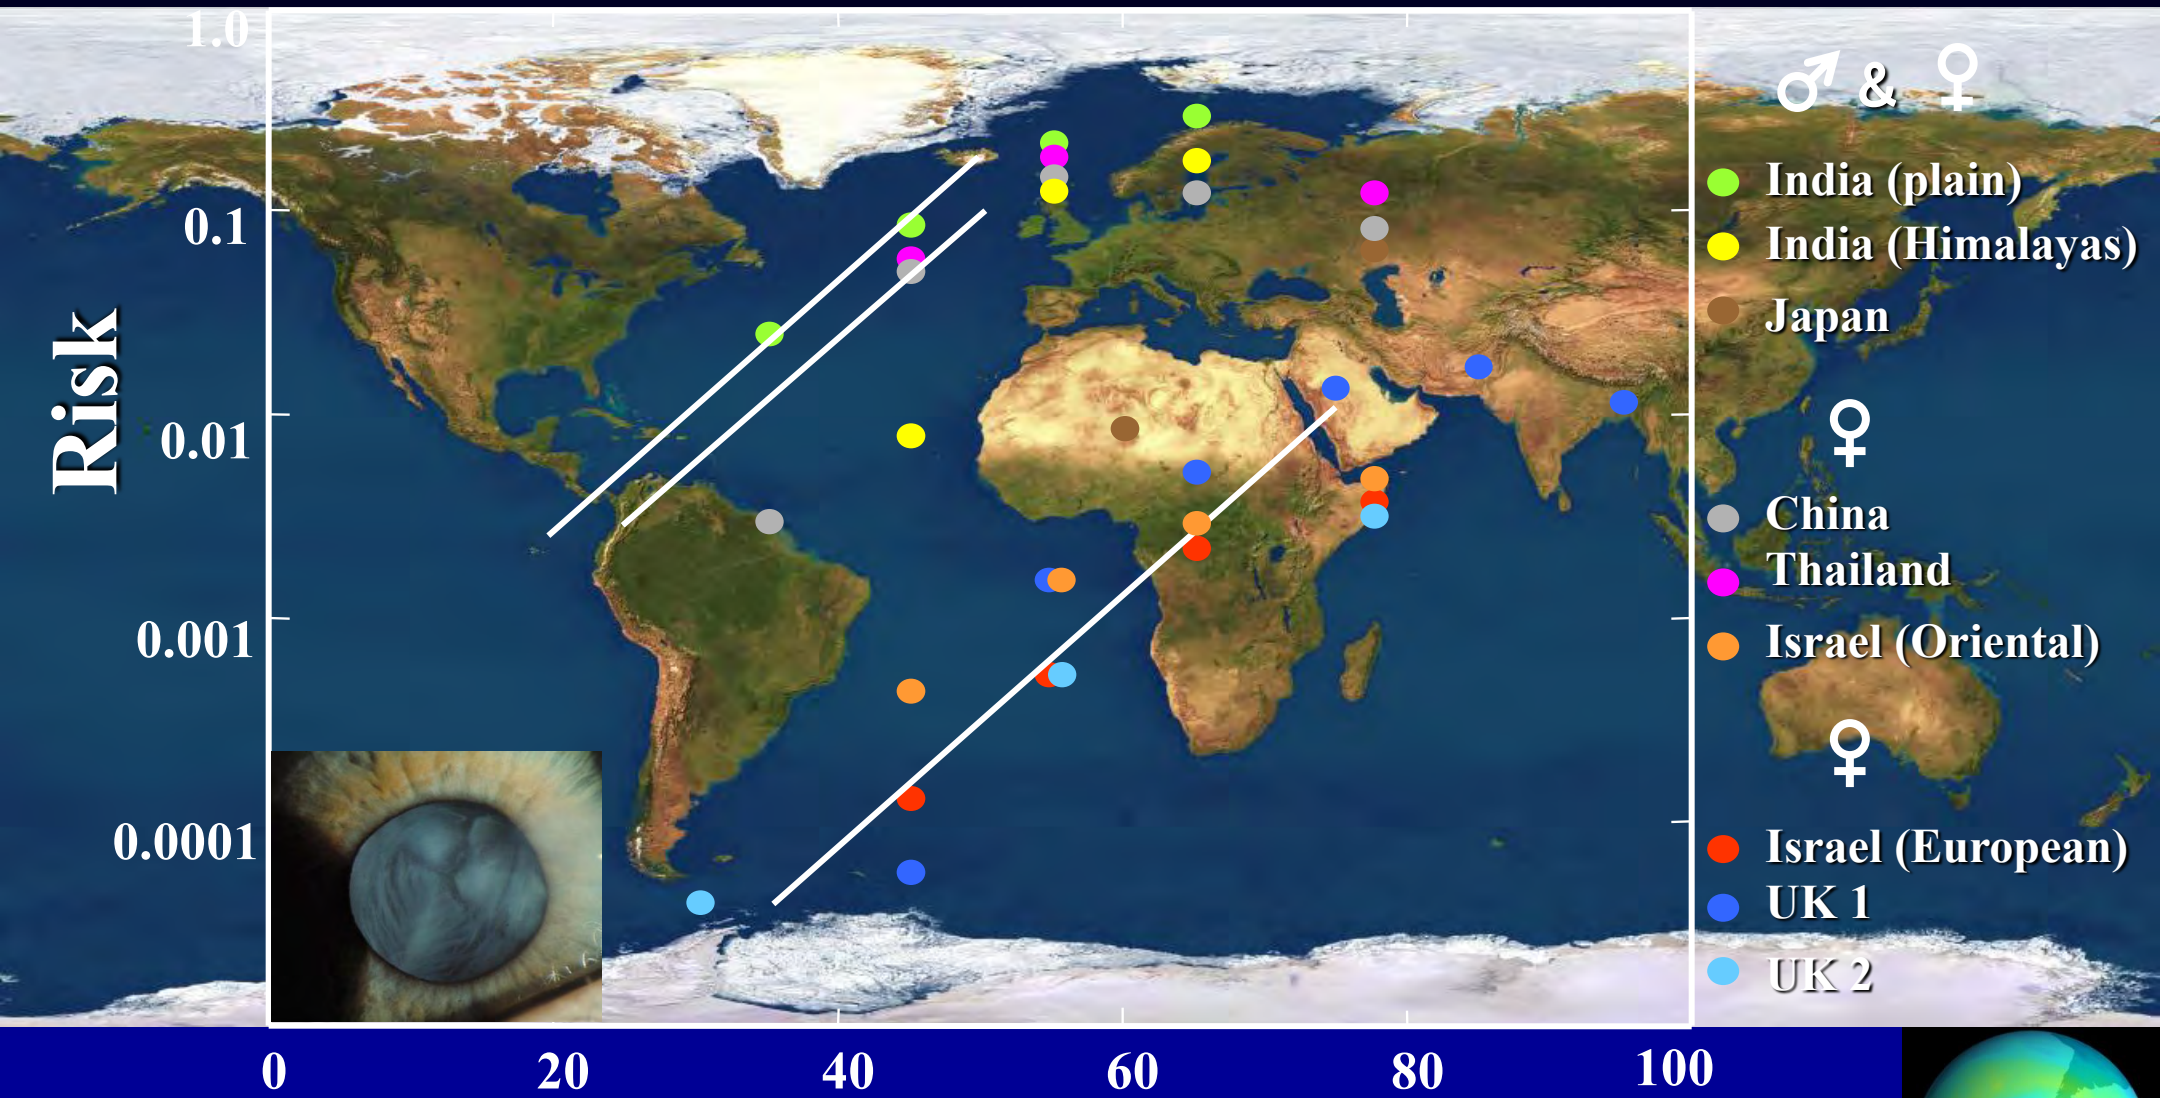 1.0
0.1
0.01
0.001
0.0001
Risk
0 20 40 60 80 100
♂ & ♀
India (plain)
India (Himalayas)
Japan
♀
China
Thailand
Israel (Oriental)
♀
Israel (European)
UK 1
UK 2